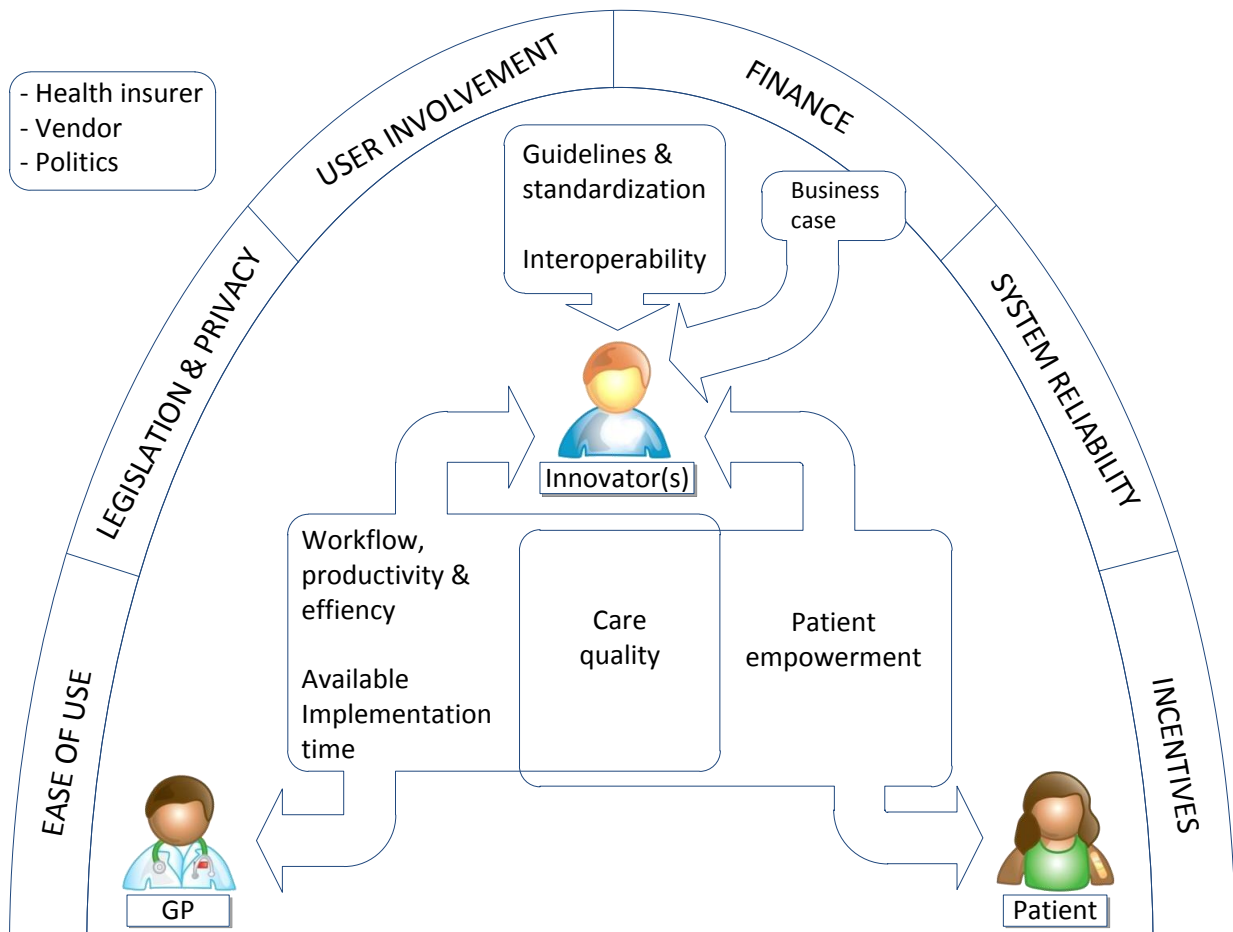 - Health insurer
- Vendor
- Politics
EASE OF USE
LEGISLATION & PRIVACY
USER INVOLVEMENT
FINANCE
SYSTEM RELIABILITY
INCENTIVES
Guidelines &
standardization
Interoperability
Business
case
Innovator(s)
Workflow,
productivity &
effiency
Available
Implementation
time
Care
quality
Patient
empowerment
GP
Patient